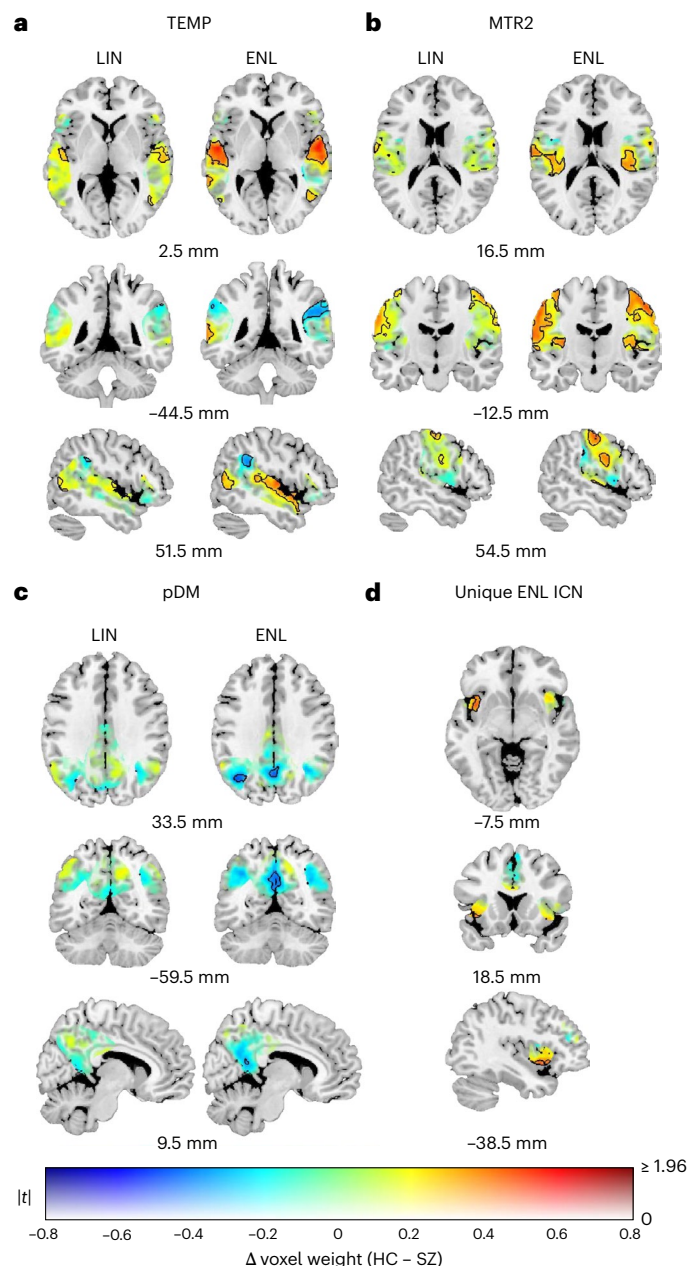 a TEMP
LIN ENL
2.5 mm
–44.5 mm
51.5 mm
b MTR2
LIN ENL
16.5 mm
–12.5 mm
54.5 mm
c pDM
LIN ENL
33.5 mm
–59.5 mm
9.5 mm
d Unique ENL ICN
–7.5 mm
18.5 mm
–38.5 mm
≥ 1.96
|t|
0
–0.8 –0.6 –0.4 –0.2 0 0.2 0.4 0.6 0.8
Δ voxel weight (HC – SZ)